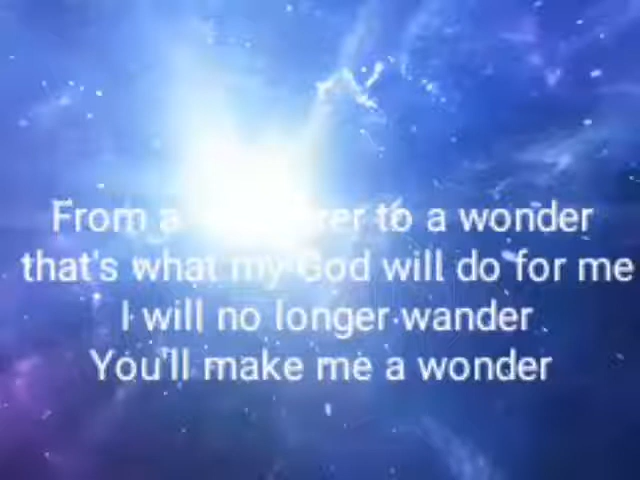 From a to a wonder
that's what my God will do for me
I will no longer wander
You'll make me a wonder